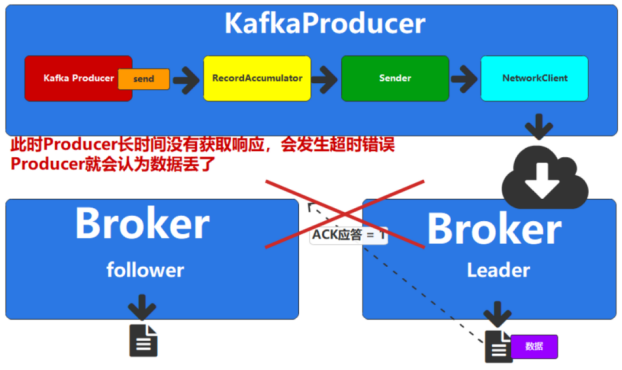 KafkaProducer
Kafka Producer
send
RecordAccumulator
Sender
NetworkClient
此时Producer长时间没有获取响应，会发生超时错误
Producer就会认为数据丢了
Broker
follower
ACK应答 = 1
Broker
Leader
数据